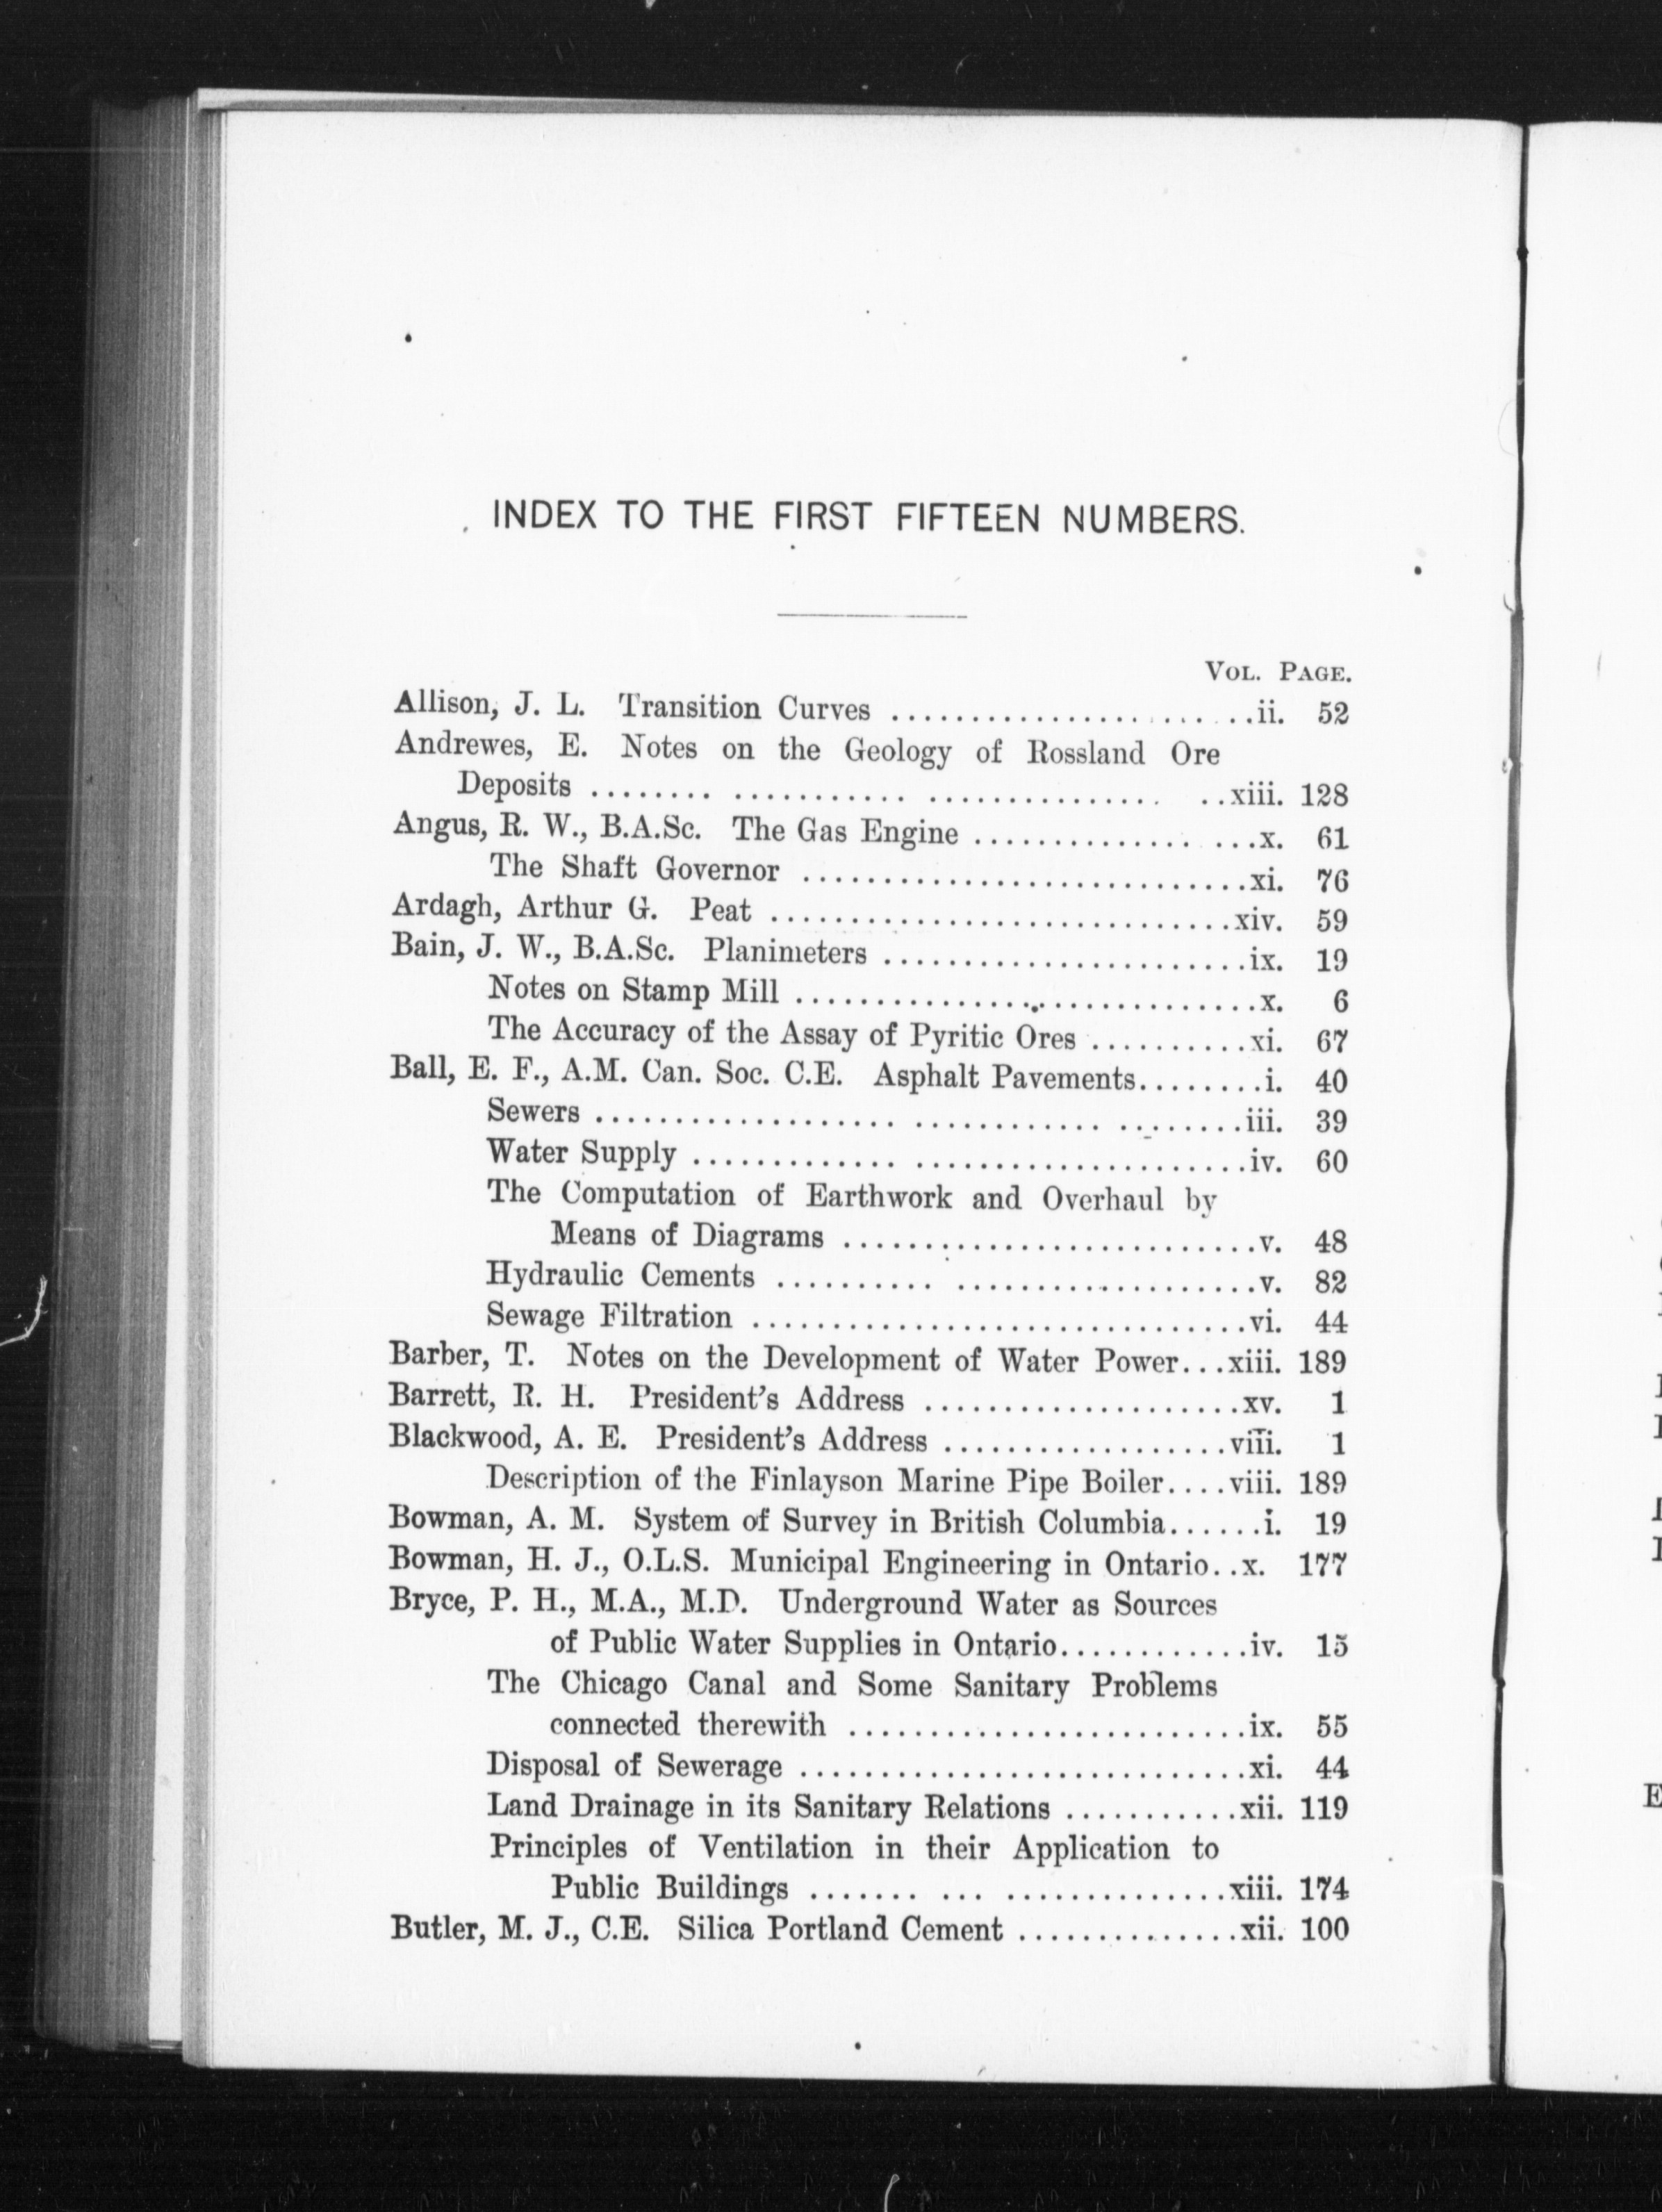 INDEX TO THE FIRST FIFTEEN NUMBERS.
VOL. PAGE.
Allison, J. L. Transition Curves ........................ii. 52
Andrewes, E. Notes on the Geology of Rossland Ore
Deposits ........ ........... ............... ..xiii. 128
Angus, R. W., B.A.Sc. The Gas Engine .............. ...x. 61
The Shaft Governor ............................xi. 76
Ardagh, Arthur G. Peat .............................xiv. 59
Bain, J. W., B.A.Sc. Planimeters .......................ix. 19
Notes on Stamp Mill .............................x. 6
The Accuracy of the Assay of Pyritic Ores ..........xi. 67
Ball, E. F., A.M. Can. Soc. C.E. Asphalt Pavements........i. 40
Sewers ................... ............ ........iii. 39
Water Supply ............. .....................iv. 60
The Computation of Earthwork and Overhaul by
Means of Diagrams ..........................v. 48
Hydraulic Cements .......... ...................v. 82
Sewage Filtration ...............................vi. 44
Barber, T. Notes on the Development of Water Power...xiii. 189
Barrett, R. H. President's Address ....................xv. 1
Blackwood, A. E. President's Address ..................viii. 1
Description of the Finlayson Marine Pipe Boiler....viii. 189
Bowman, A. M. System of Survey in British Columbia......i. 19
Bowman, H. J., O.L.S. Municipal Engineering in Ontario..x. 177
Bryce, P. H., M.A., M.D. Underground Water as Sources
of Public Water Supplies in Ontario............iv. 15
The Chicago Canal and Some Sanitary Problems
connected therewith .........................ix. 55
Disposal of Sewerage ............................xi. 44
Land Drainage in its Sanitary Relations ...........xii. 119
Principles of Ventilation in their Application to
Public Buildings ....... ... ..............xiii. 174
Butler, M. J., C.E. Silica Portland Cement ..............xii. 100